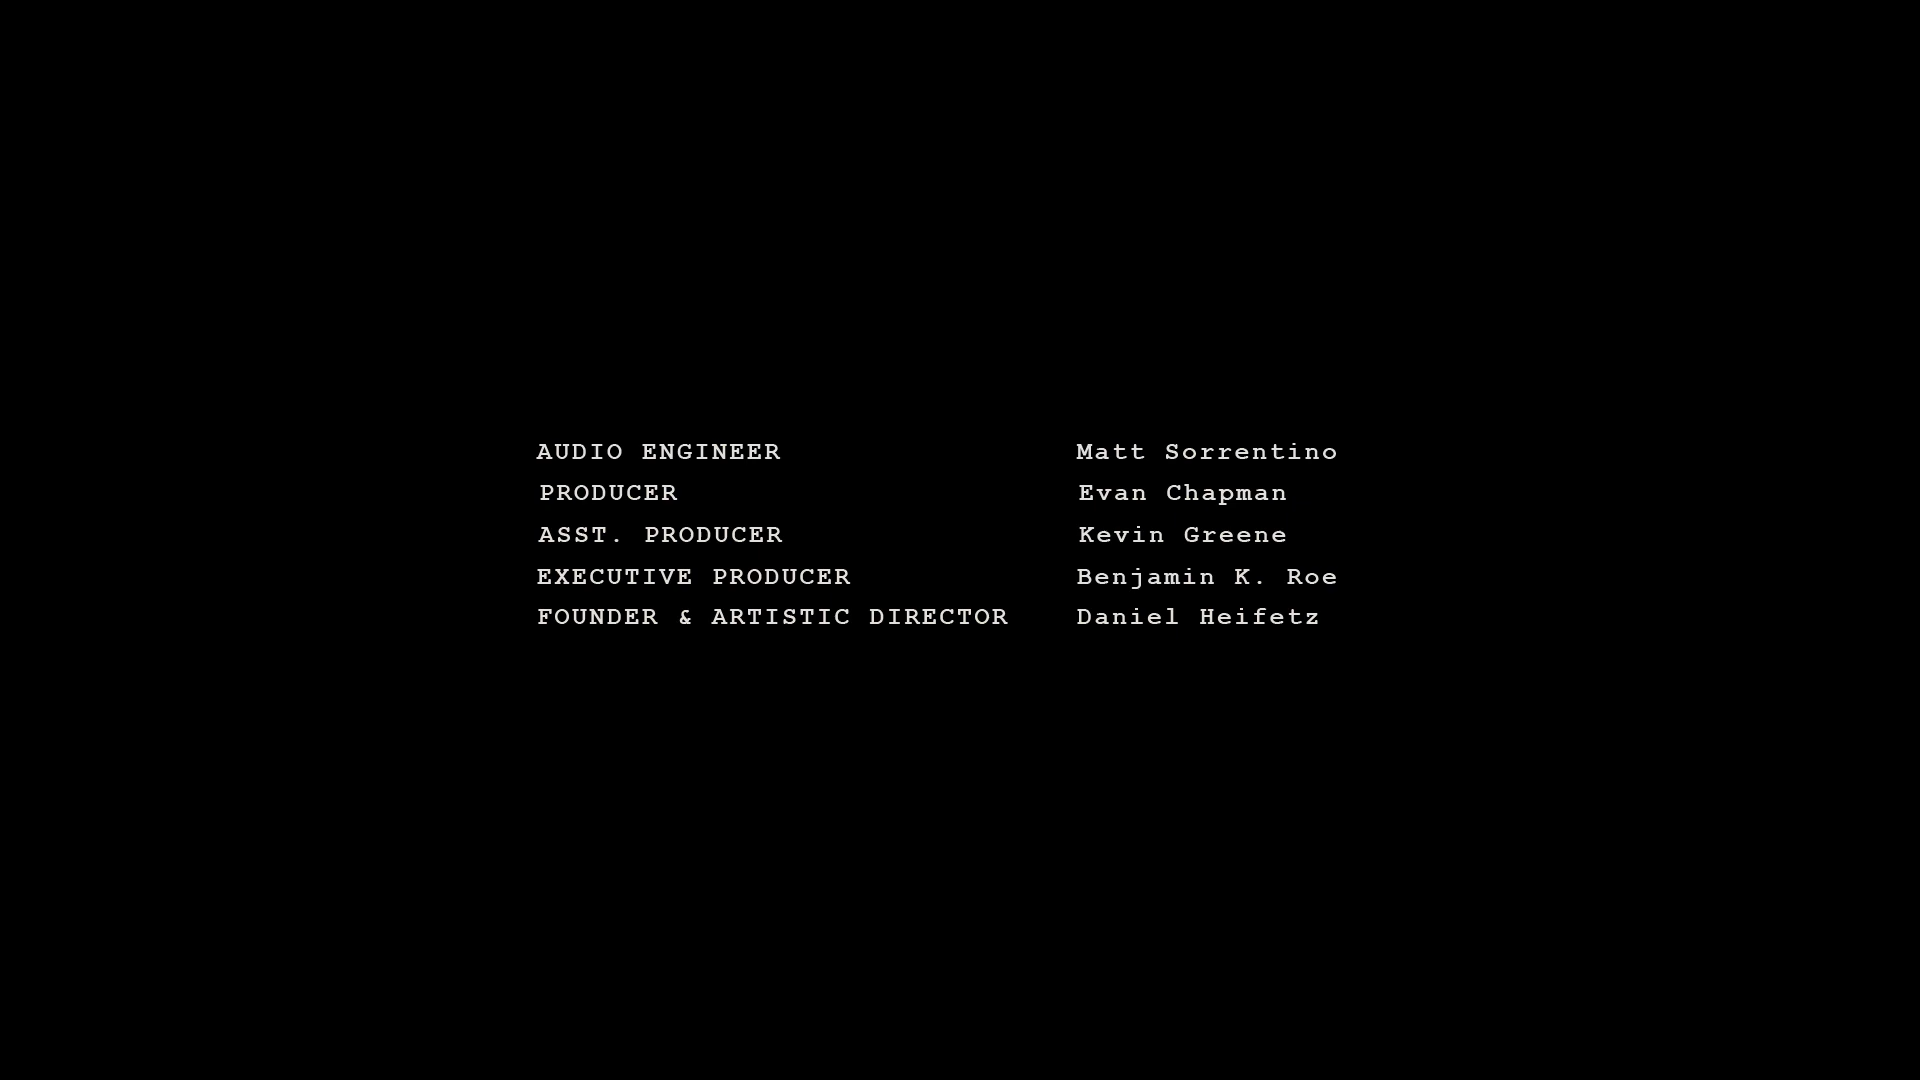 AUDIO ENGINEER Matt Sorrentino
PRODUCER Evan Chapman
ASST. PRODUCER Kevin Greene
EXECUTIVE PRODUCER Benjamin K. Roe
FOUNDER & ARTISTIC DIRECTOR Daniel Heifetz